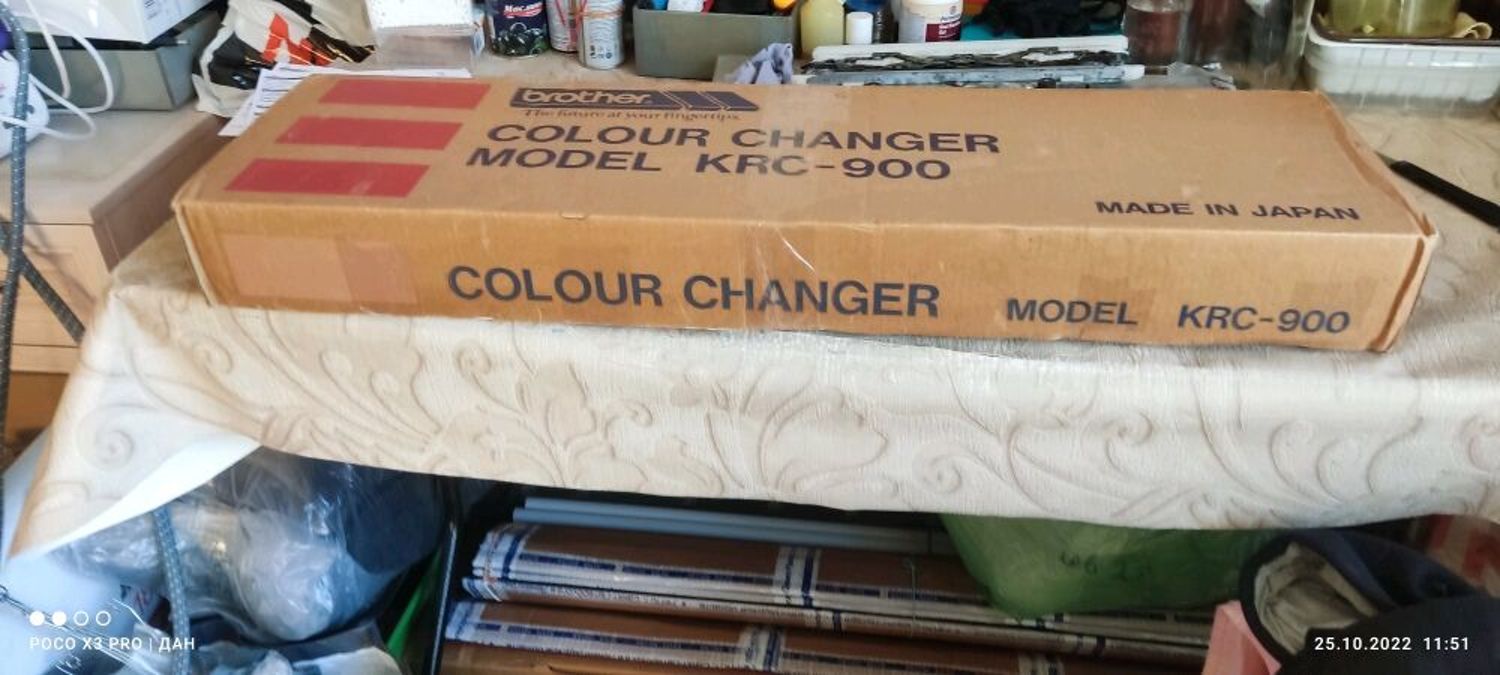 brother
The future at your fingertips.
COLOUR CHANGER
MODEL KRC-900
MADE IN JAPAN
COLOUR CHANGER MODEL KRC-900
POCO X3 PRO | ДАН
25.10.2022 11:51